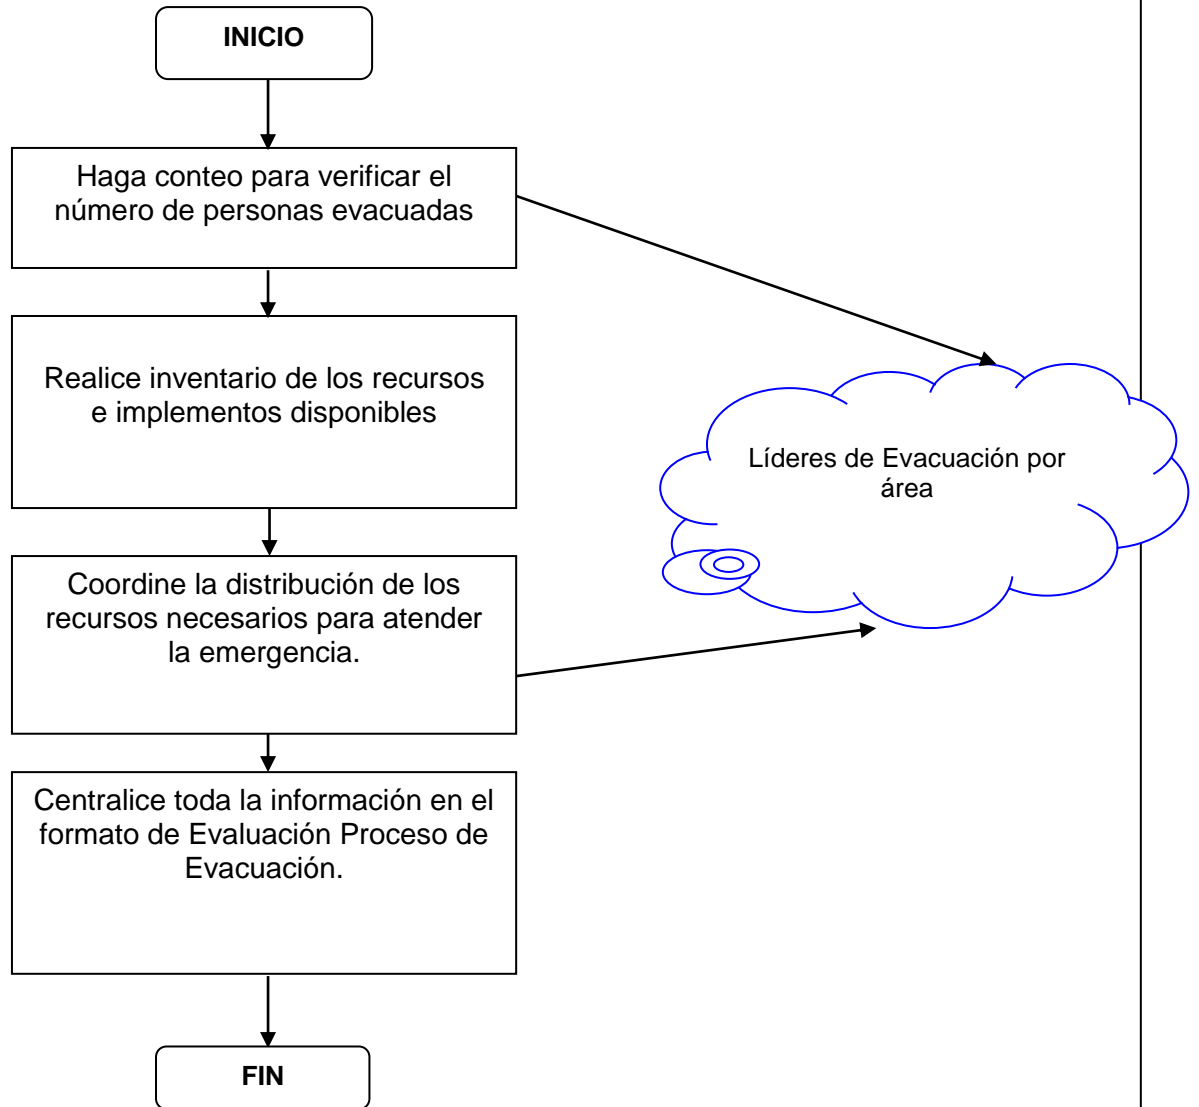 INICIO
Haga conteo para verificar el
número de personas evacuadas
Realice inventario de los recursos
e implementos disponibles
Líderes de Evacuación por
área
Coordine la distribución de los
recursos necesarios para atender
la emergencia.
Centralice toda la información en el
formato de Evaluación Proceso de
Evacuación.
FIN